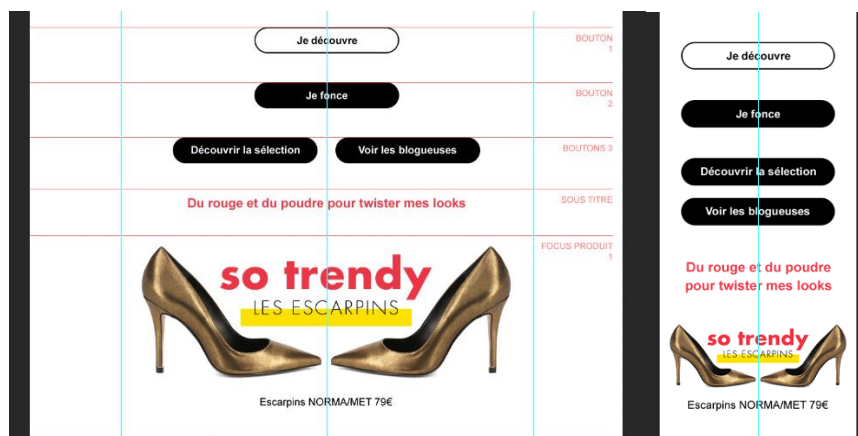 Je découvre
BOUTON
1
Je fonce
BOUTON
2
Découvrir la sélection
Voir les blogueuses
BOUTONS 3
Du rouge et du poudre pour twister mes looks
SOUS TITRE
FOCUS PRODUIT
1
so trendy
LES ESCARPINS
Escarpins NORMA/MET 79€
Je découvre
Je fonce
Découvrir la sélection
Voir les blogueuses
Du rouge et du poudre
pour twister mes looks
so trendy
LES ESCARPINS
Escarpins NORMA/MET 79€